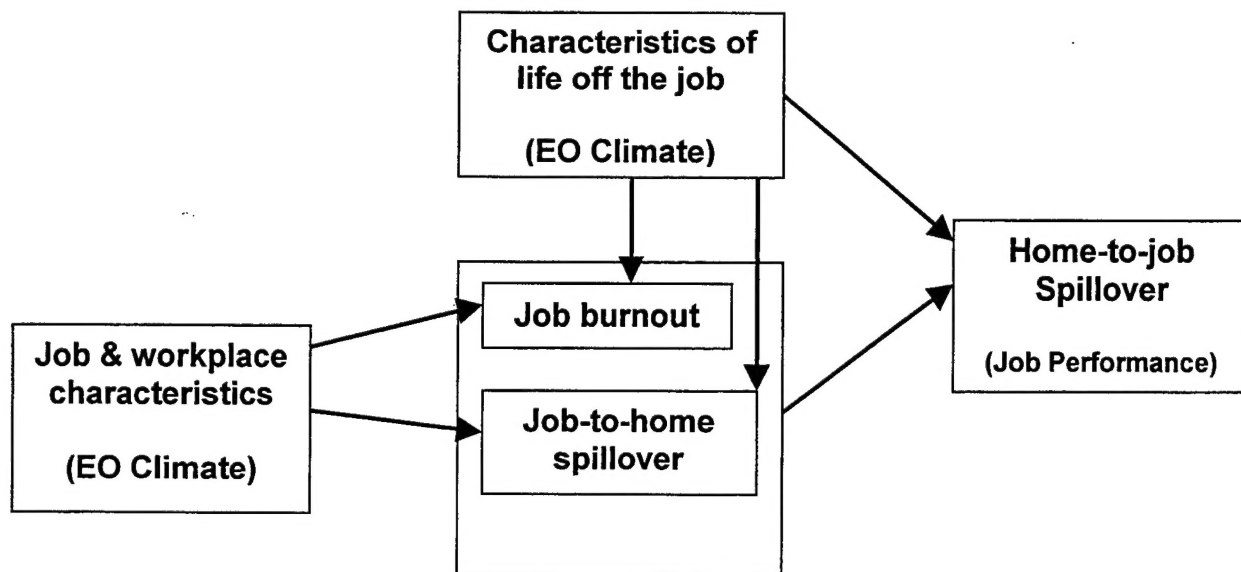 Characteristics of
life off the job
(EO Climate)
Job burnout
Job-to-home
spillover
Job & workplace
characteristics
(EO Climate)
Home-to-job
Spillover
(Job Performance)